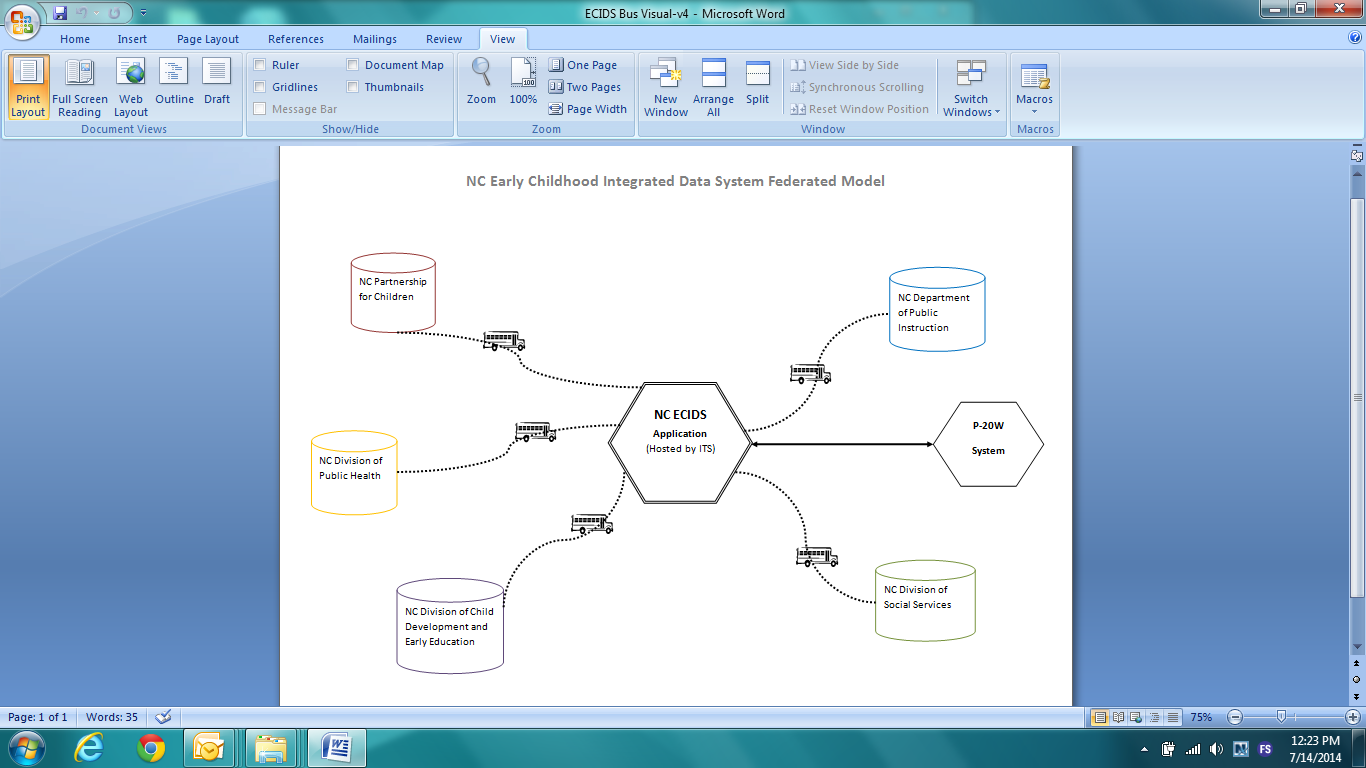 ECIDS Bus Visual-v4 - Microsoft Word
Home Insert Page Layout References Mailings Review View
Print Layout
Full Screen Reading
Web Layout
Outline
Draft
Document Views
Ruler
Gridlines
Message Bar
Document Map
Thumbnails
Show/Hide
Zoom
100
100%
One Page
Two Pages
Page Width
Zoom
New Window
Arrange All
Split
View Side by Side
Synchronous Scrolling
Reset Window Position
Switch Windows
Window
Macros
Macros
NC Early Childhood Integrated Data System Federated Model
NC Partnership
for Children
NC Department
of Public
Instruction
NC ECIDS
Application
(Hosted by ITS)
P-20W
System
NC Division of
Public Health
NC Division of
Social Services
NC Division of Child
Development and
Early Education
Page: 1 of 1 Words: 35 75%
FS
12:23 PM
7/14/2014